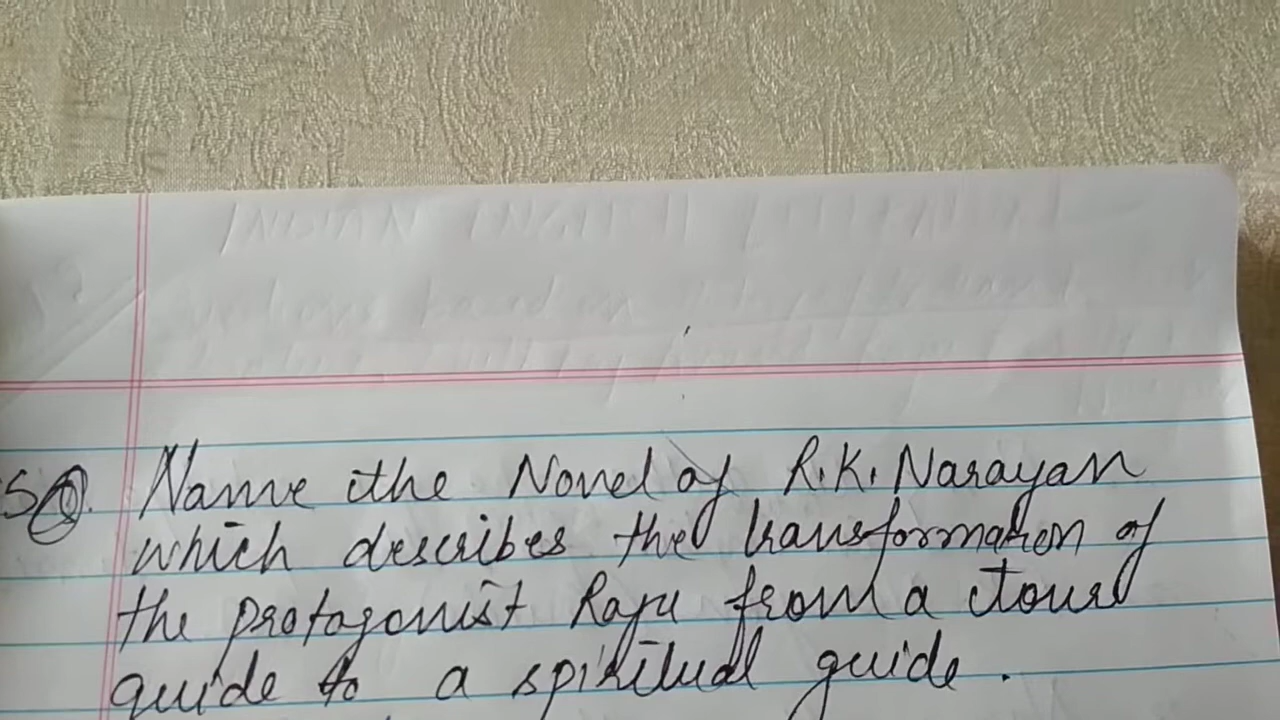 Name the Novel of R.K. Narayan
which describes the transformation of
the protagonist Raju from a tour
guide to a spiritual guide.